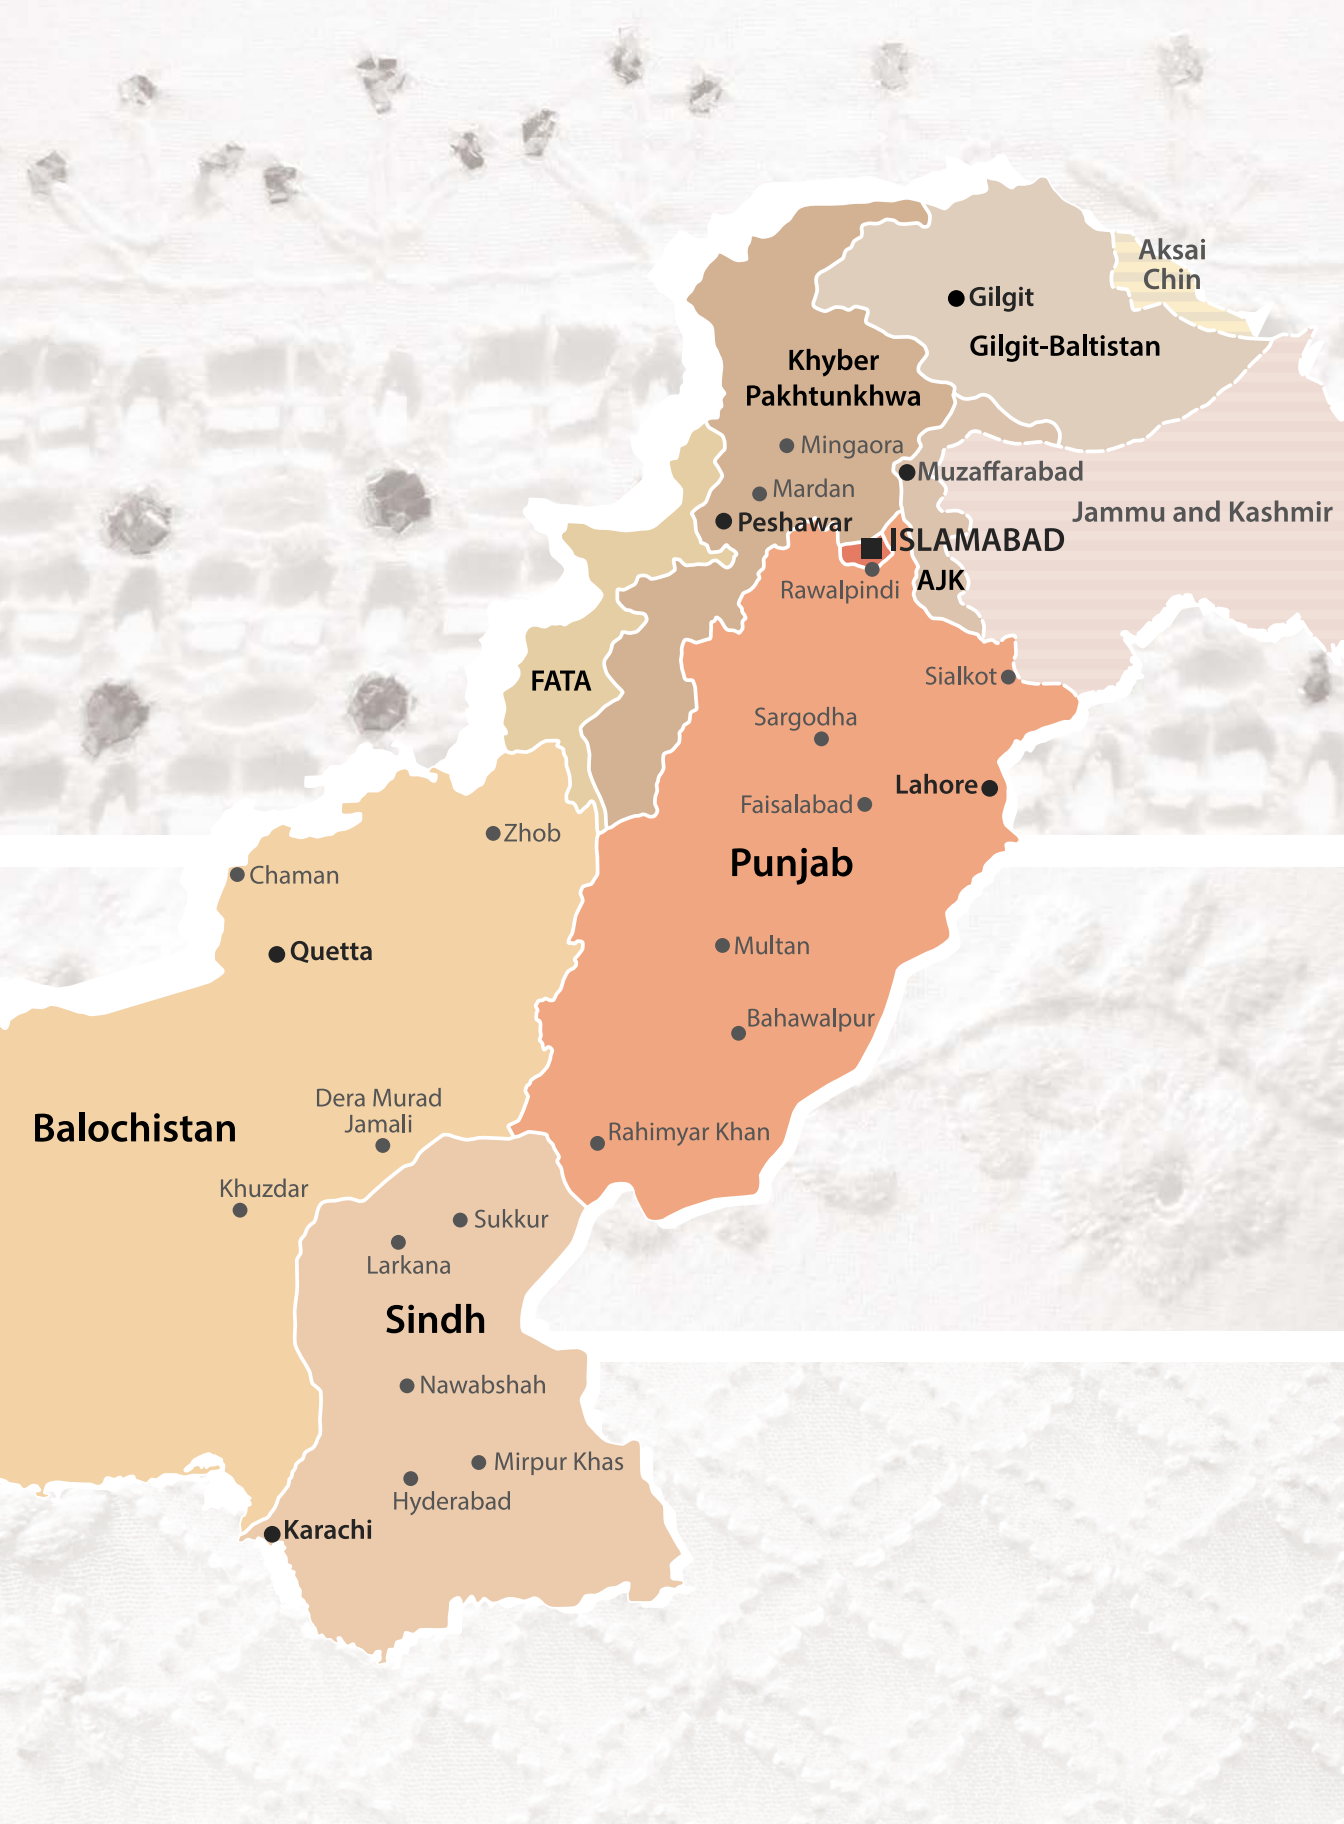 Aksai
Chin
Gilgit
Gilgit-Baltistan
Khyber
Pakhtunkhwa
Mingaora
Muzaffarabad
Mardan
Jammu and Kashmir
Peshawar
ISLAMABAD
AJK
Rawalpindi
Sialkot
FATA
Sargodha
Lahore
Faisalabad
Zhob
Punjab
Chaman
Multan
Quetta
Bahawalpur
Dera Murad
Jamali
Balochistan
Rahimyar Khan
Khuzdar
Sukkur
Larkana
Sindh
Nawabshah
Mirpur Khas
Hyderabad
Karachi